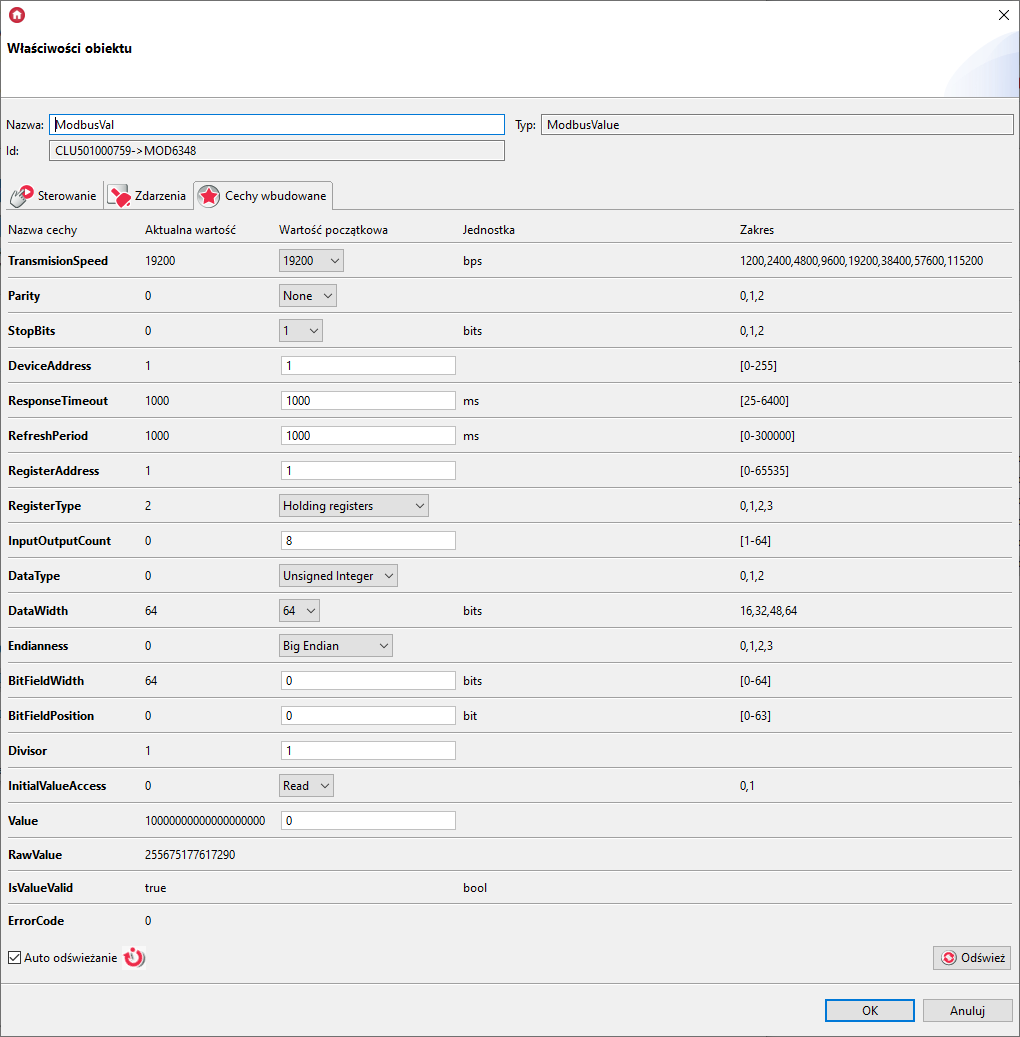 Właściwości obiektu
Nazwa: ModbusVal Typ: ModbusValue
Id: CLU501000759->MOD6348
Sterowanie Zdarzenia Cechy wbudowane
Nazwa cechy Aktualna wartość Wartość początkowa Jednostka Zakres
TransmisionSpeed 19200 19200 bps 1200,2400,4800,9600,19200,38400,57600,115200
Parity 0 None 0,1,2
StopBits 0 1 bits 0,1,2
DeviceAddress 1 1 [0-255]
ResponseTimeout 1000 1000 ms [25-6400]
RefreshPeriod 1000 1000 ms [0-300000]
RegisterAddress 1 1 [0-65535]
RegisterType 2 Holding registers 0,1,2,3
InputOutputCount 0 8 [1-64]
DataType 0 Unsigned Integer 0,1,2
DataWidth 64 64 bits 16,32,48,64
Endianness 0 Big Endian 0,1,2,3
BitFieldWidth 64 0 bits [0-64]
BitFieldPosition 0 0 bit [0-63]
Divisor 1 1
InitialValueAccess 0 Read 0,1
Value 10000000000000000000 0
RawValue 255675177617290
IsValueValid true bool
ErrorCode 0
Auto odświeżanie Odśwież
OK Anuluj